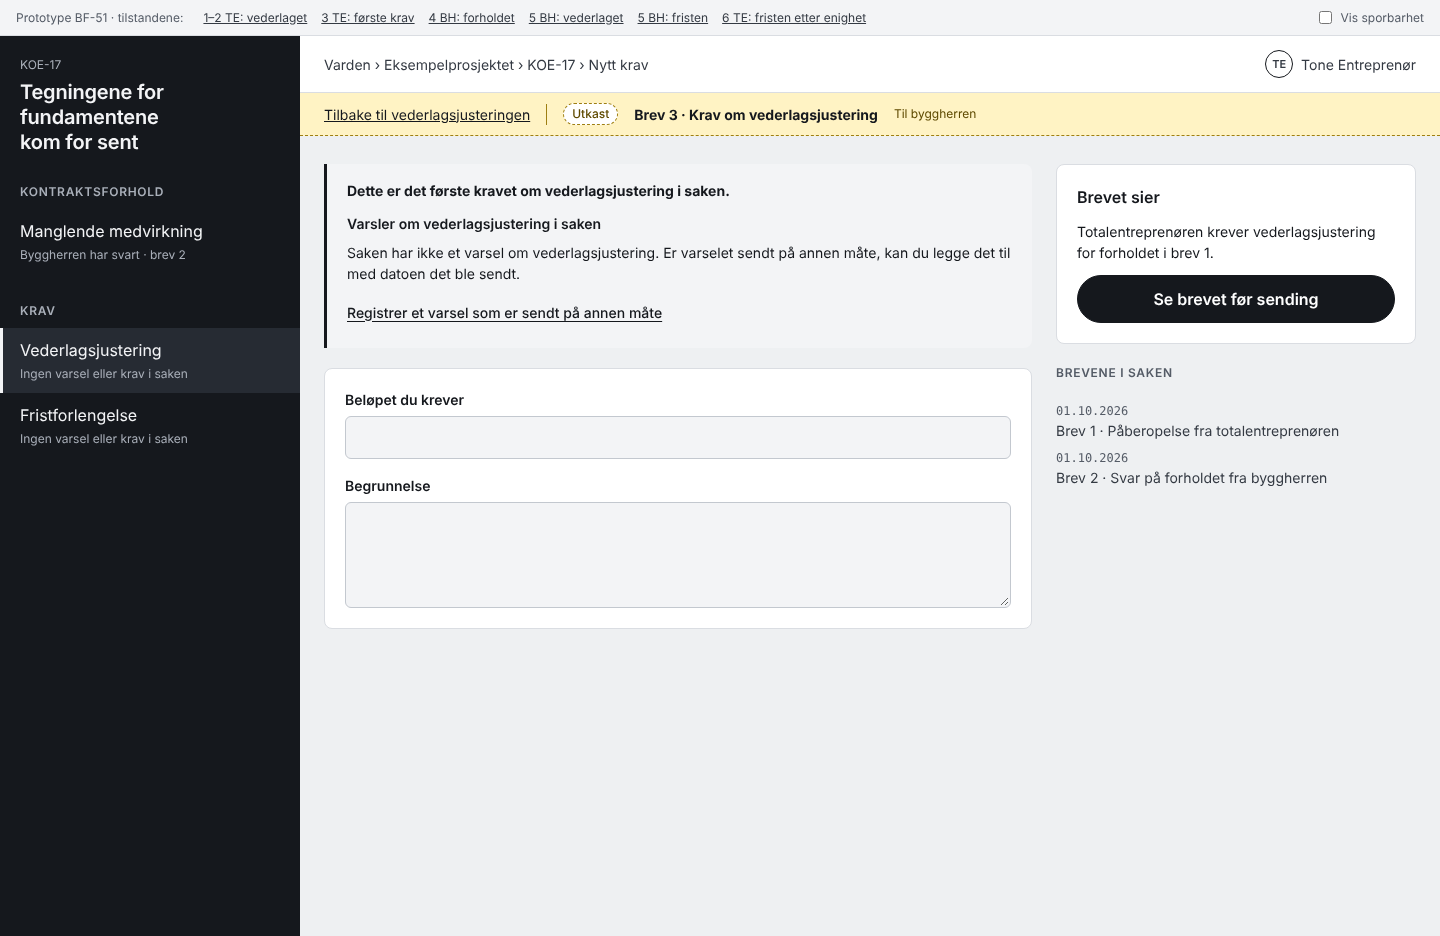 Prototype BF-51 · tilstandene: 1–2 TE: vederlaget 3 TE: første krav 4 BH: forholdet 5 BH: vederlaget 5 BH: fristen 6 TE: fristen etter enighet Vis sporbarhet
KOE-17
Tegningene for
fundamentene
kom for sent
KONTRAKTSFORHOLD
Manglende medvirkning
Byggherren har svart · brev 2
KRAV
Vederlagsjustering
Ingen varsel eller krav i saken
Fristforlengelse
Ingen varsel eller krav i saken
Varden › Eksempelprosjektet › KOE-17 › Nytt krav
TE Tone Entreprenør
Tilbake til vederlagsjusteringen Utkast Brev 3 · Krav om vederlagsjustering Til byggherren
Dette er det første kravet om vederlagsjustering i saken.
Varsler om vederlagsjustering i saken
Saken har ikke et varsel om vederlagsjustering. Er varselet sendt på annen måte, kan du legge det til
med datoen det ble sendt.
Registrer et varsel som er sendt på annen måte
Beløpet du krever
Begrunnelse
Brevet sier
Totalentreprenøren krever vederlagsjustering
for forholdet i brev 1.
Se brevet før sending
BREVENE I SAKEN
01.10.2026
Brev 1 · Påberopelse fra totalentreprenøren
01.10.2026
Brev 2 · Svar på forholdet fra byggherren